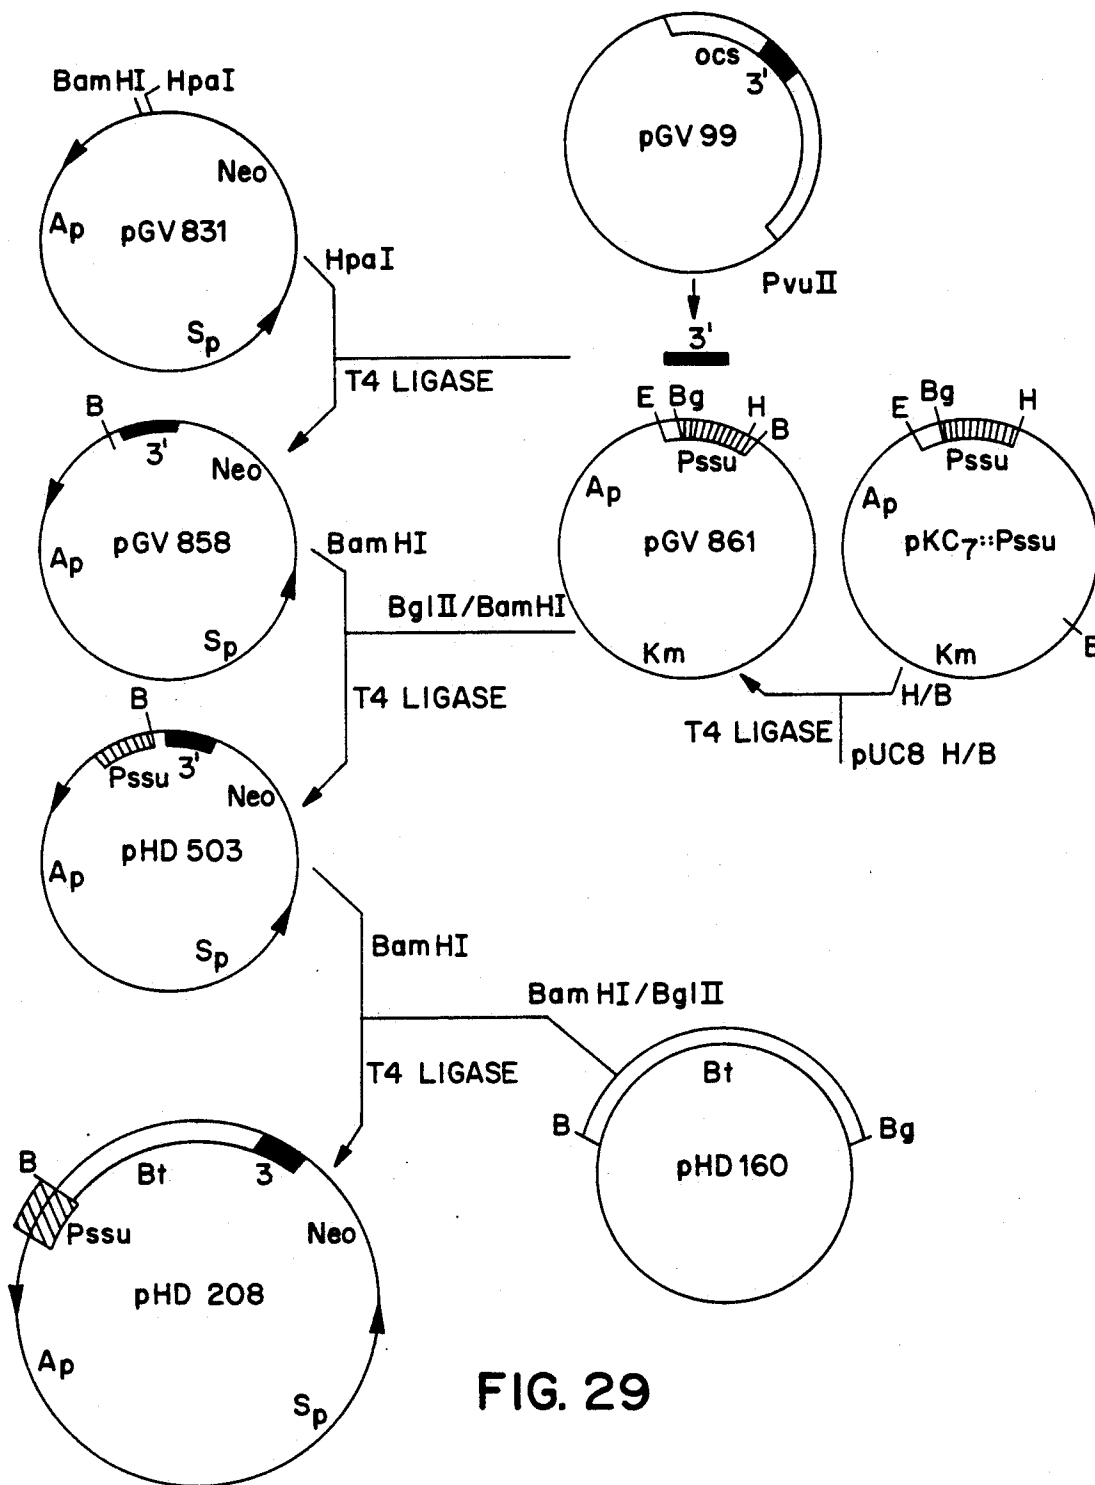 BamHI HpaI
Neo
Ap
pGV 831
Sp
ocs
3'
pGV 99
PvuII
HpaI
T4 LIGASE
3'
B
3'
Neo
Ap
pGV 858
Sp
E Bg H
B
Pssu
Ap
pGV 861
Km
E Bg H
Pssu
Ap
pKC7::Pssu
B
Km
BamHI
BglII/BamHI
T4 LIGASE
H/B
T4 LIGASE
pUC8 H/B
B
Pssu 3'
Neo
pHD 503
Ap
Sp
BamHI
BamHI/BglII
T4 LIGASE
Bt
B
Bg
pHD 160
B
Bt
3
Pssu
Neo
pHD 208
Ap
Sp
FIG. 29